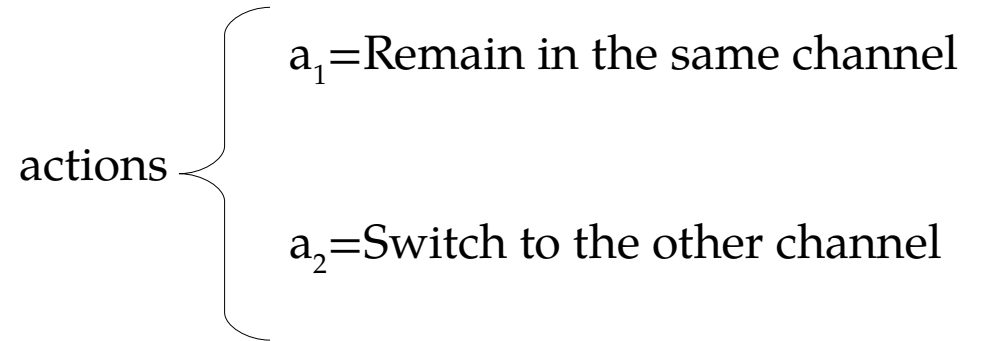 a₁=Remain in the same channel
actions
a₂=Switch to the other channel